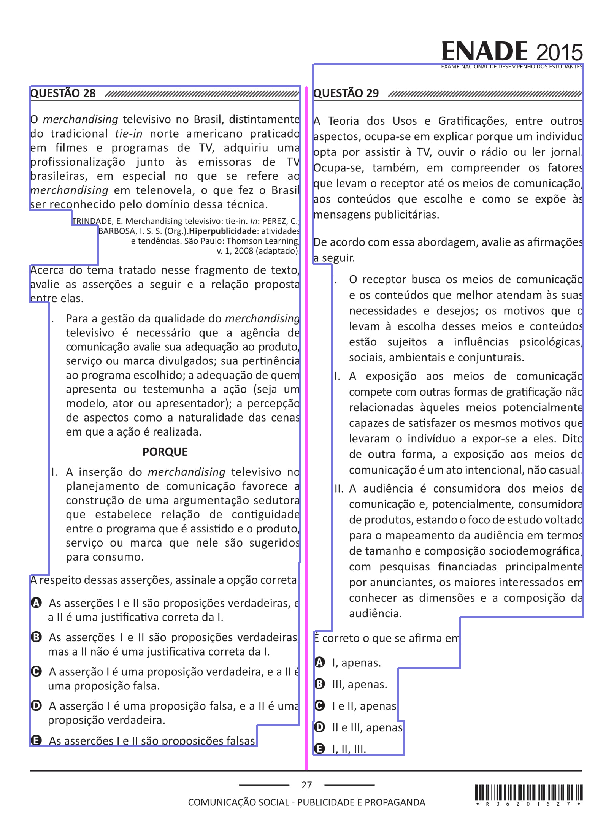 ENADE 2015
EXAME NACIONAL DE DESEMPENHO DOS ESTUDANTES
QUESTÃO 28
O merchandising televisivo no Brasil, distintamente
do tradicional tie-in norte americano praticado
em filmes e programas de TV, adquiriu uma
profissionalização junto às emissoras de TV
brasileiras, em especial no que se refere ao
merchandising em telenovela, o que fez o Brasil
ser reconhecido pelo domínio dessa técnica.
TRINDADE, E. Merchandising televisivo: tie-in. In: PEREZ, C.;
BARBOSA, I. S. S. (Org.).Hiperpublicidade: atividades
e tendências. São Paulo: Thomson Learning,
v. 1, 2008 (adaptado).
Acerca do tema tratado nesse fragmento de texto,
avalie as asserções a seguir e a relação proposta
entre elas.
I. Para a gestão da qualidade do merchandising
televisivo é necessário que a agência de
comunicação avalie sua adequação ao produto,
serviço ou marca divulgados; sua pertinência
ao programa escolhido; a adequação de quem
apresenta ou testemunha a ação (seja um
modelo, ator ou apresentador); a percepção
de aspectos como a naturalidade das cenas
em que a ação é realizada.
PORQUE
II. A inserção do merchandising televisivo no
planejamento de comunicação favorece a
construção de uma argumentação sedutora
que estabelece relação de contiguidade
entre o programa que é assistido e o produto,
serviço ou marca que nele são sugeridos
para consumo.
A respeito dessas asserções, assinale a opção correta.
A As asserções I e II são proposições verdadeiras, e
a II é uma justificativa correta da I.
B As asserções I e II são proposições verdadeiras,
mas a II não é uma justificativa correta da I.
C A asserção I é uma proposição verdadeira, e a II é
uma proposição falsa.
D A asserção I é uma proposição falsa, e a II é uma
proposição verdadeira.
E As asserções I e II são proposições falsas.
QUESTÃO 29
A Teoria dos Usos e Gratificações, entre outros
aspectos, ocupa-se em explicar porque um indivíduo
opta por assistir à TV, ouvir o rádio ou ler jornal.
Ocupa-se, também, em compreender os fatores
que levam o receptor até os meios de comunicação,
aos conteúdos que escolhe e como se expõe às
mensagens publicitárias.
De acordo com essa abordagem, avalie as afirmações
a seguir.
I. O receptor busca os meios de comunicação
e os conteúdos que melhor atendam às suas
necessidades e desejos; os motivos que o
levam à escolha desses meios e conteúdos
estão sujeitos a influências psicológicas,
sociais, ambientais e conjunturais.
II. A exposição aos meios de comunicação
compete com outras formas de gratificação não
relacionadas àqueles meios potencialmente
capazes de satisfazer os mesmos motivos que
levaram o indivíduo a expor-se a eles. Dito
de outra forma, a exposição aos meios de
comunicação é um ato intencional, não casual.
III. A audiência é consumidora dos meios de
comunicação e, potencialmente, consumidora
de produtos, estando o foco de estudo voltado
para o mapeamento da audiência em termos
de tamanho e composição sociodemográfica,
com pesquisas financiadas principalmente
por anunciantes, os maiores interessados em
conhecer as dimensões e a composição da
audiência.
É correto o que se afirma em
A I, apenas.
B III, apenas.
C I e II, apenas.
D II e III, apenas.
E I, II, III.
27
COMUNICAÇÃO SOCIAL - PUBLICIDADE E PROPAGANDA
*R3620152​7*